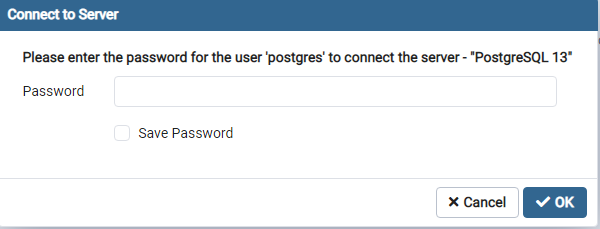 Connect to Server
Please enter the password for the user 'postgres' to connect the server - "PostgreSQL 13"
Password
Save Password
Cancel
OK